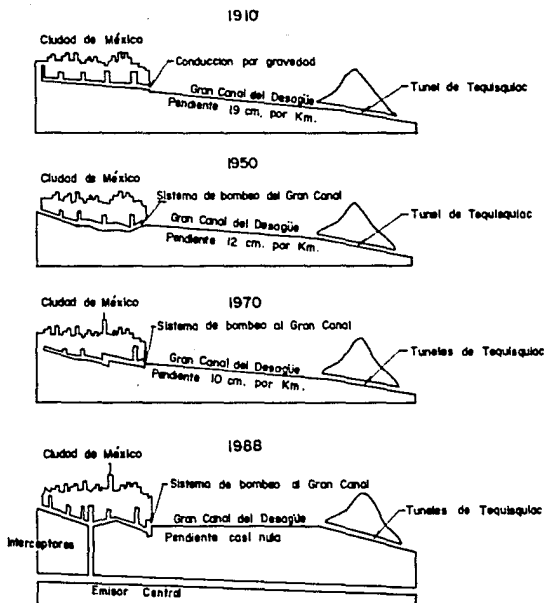 1910
Ciudad de México
Conduccion por gravedad
Gran Canal del Desagüe
Pendiente 19 cm. por Km.
Tunel de Tequisquiac
1950
Ciudad de México
Sistema de bombeo del Gran Canal
Gran Canal del Desagüe
Pendiente 12 cm. por Km.
Tunel de Tequisquiac
1970
Ciudad de México
Sistema de bombeo al Gran Canal
Gran Canal del Desagüe
Pendiente 10 cm. por Km.
Tuneles de Tequisquiac
1988
Ciudad de México
Sistema de bombeo al Gran Canal
Gran Canal del Desagüe
Pendiente casi nula
Tuneles de Tequisquiac
Interceptores
Emisor Central